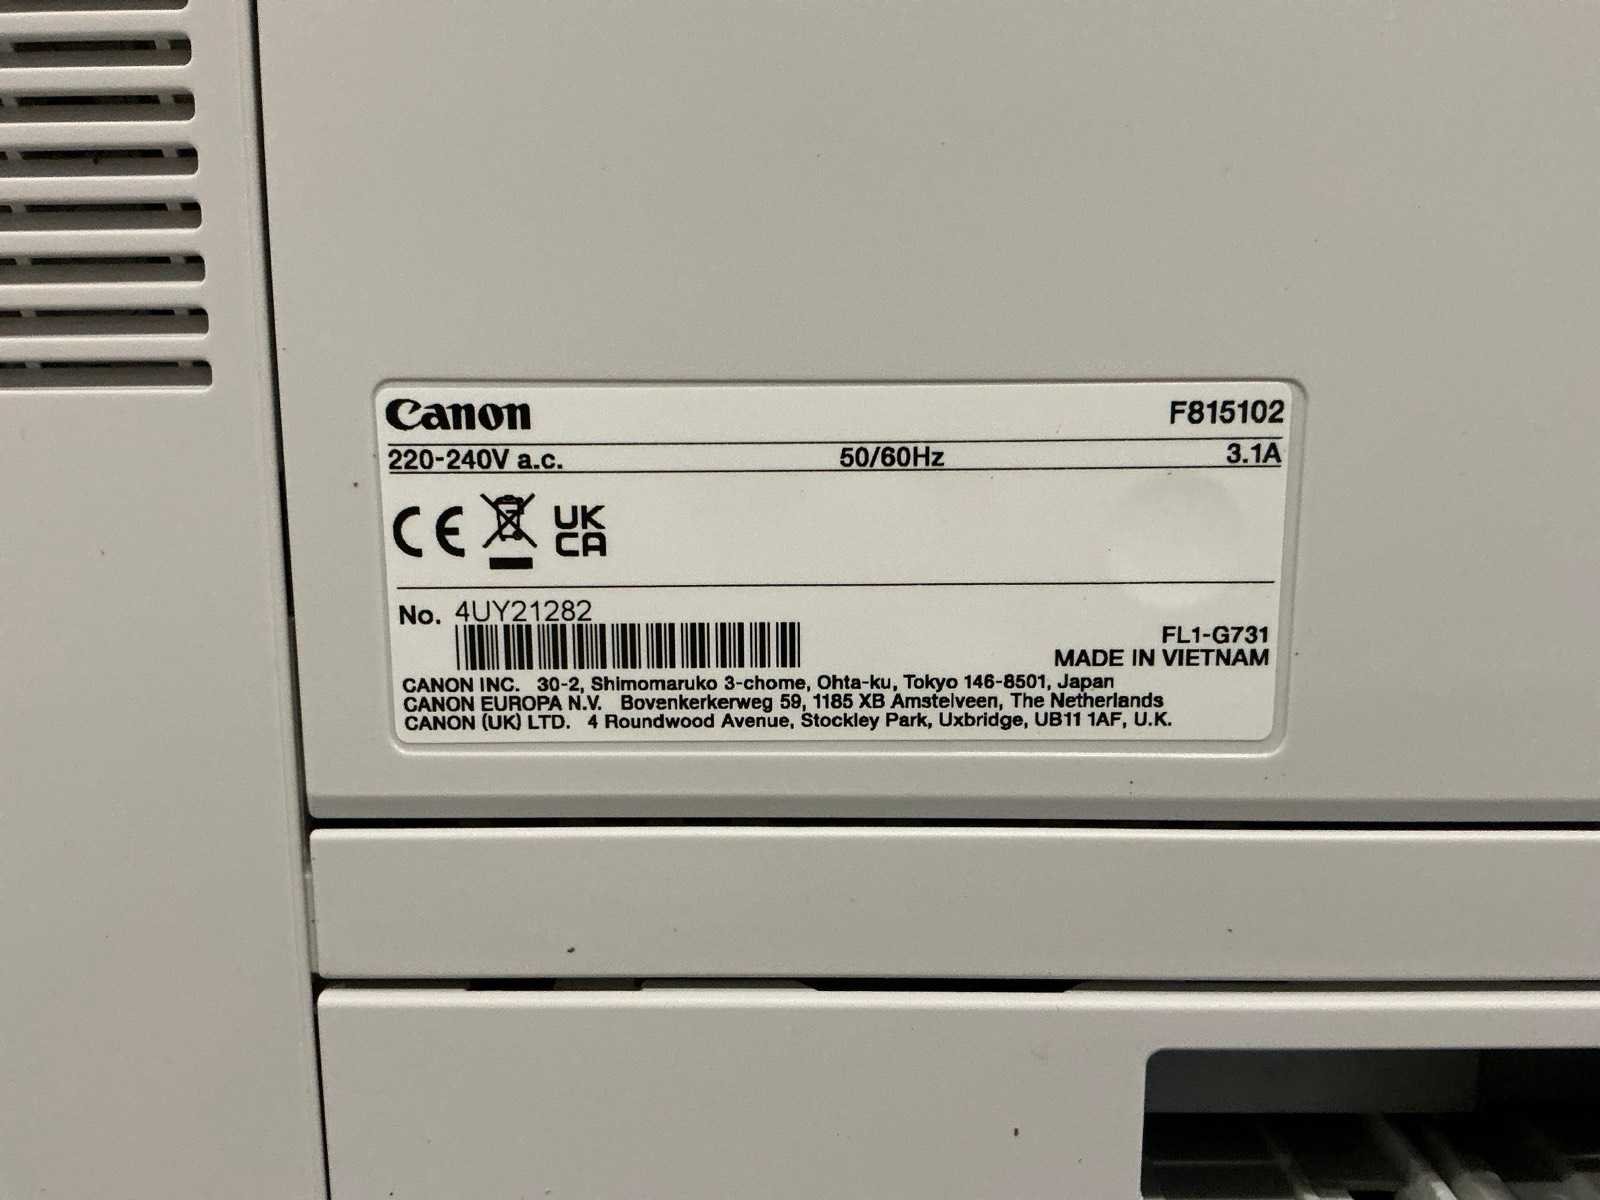 Canon F815102
220-240V a.c. 50/60Hz 3.1A
CE UK
CA
No. 4UY21282
FL1-G731
MADE IN VIETNAM
CANON INC. 30-2, Shimomaruko 3-chome, Ohta-ku, Tokyo 146-8501, Japan
CANON EUROPA N.V. Bovenkerkerweg 59, 1185 XB Amstelveen, The Netherlands
CANON (UK) LTD. 4 Roundwood Avenue, Stockley Park, Uxbridge, UB11 1AF, U.K.